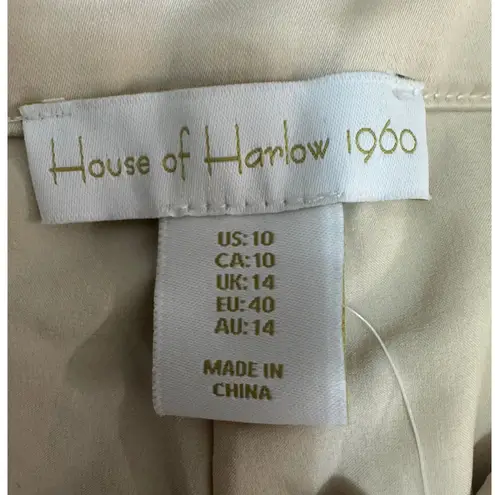 House of Harlow 1960
US:10
CA:10
UK:14
EU:40
AU:14
MADE IN
CHINA